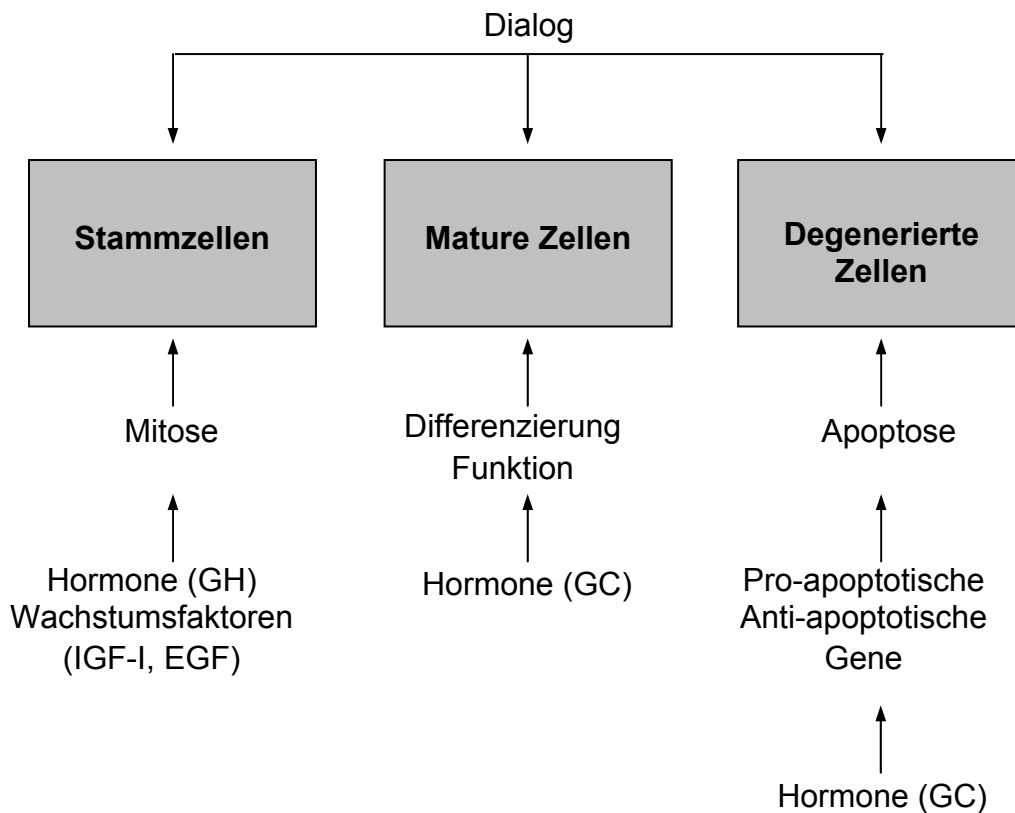 Dialog
Stammzellen
Mature Zellen
Degenerierte
Zellen
Mitose
Differenzierung
Funktion
Apoptose
Hormone (GH)
Wachstumsfaktoren
(IGF-I, EGF)
Hormone (GC)
Pro-apoptotische
Anti-apoptotische
Gene
Hormone (GC)